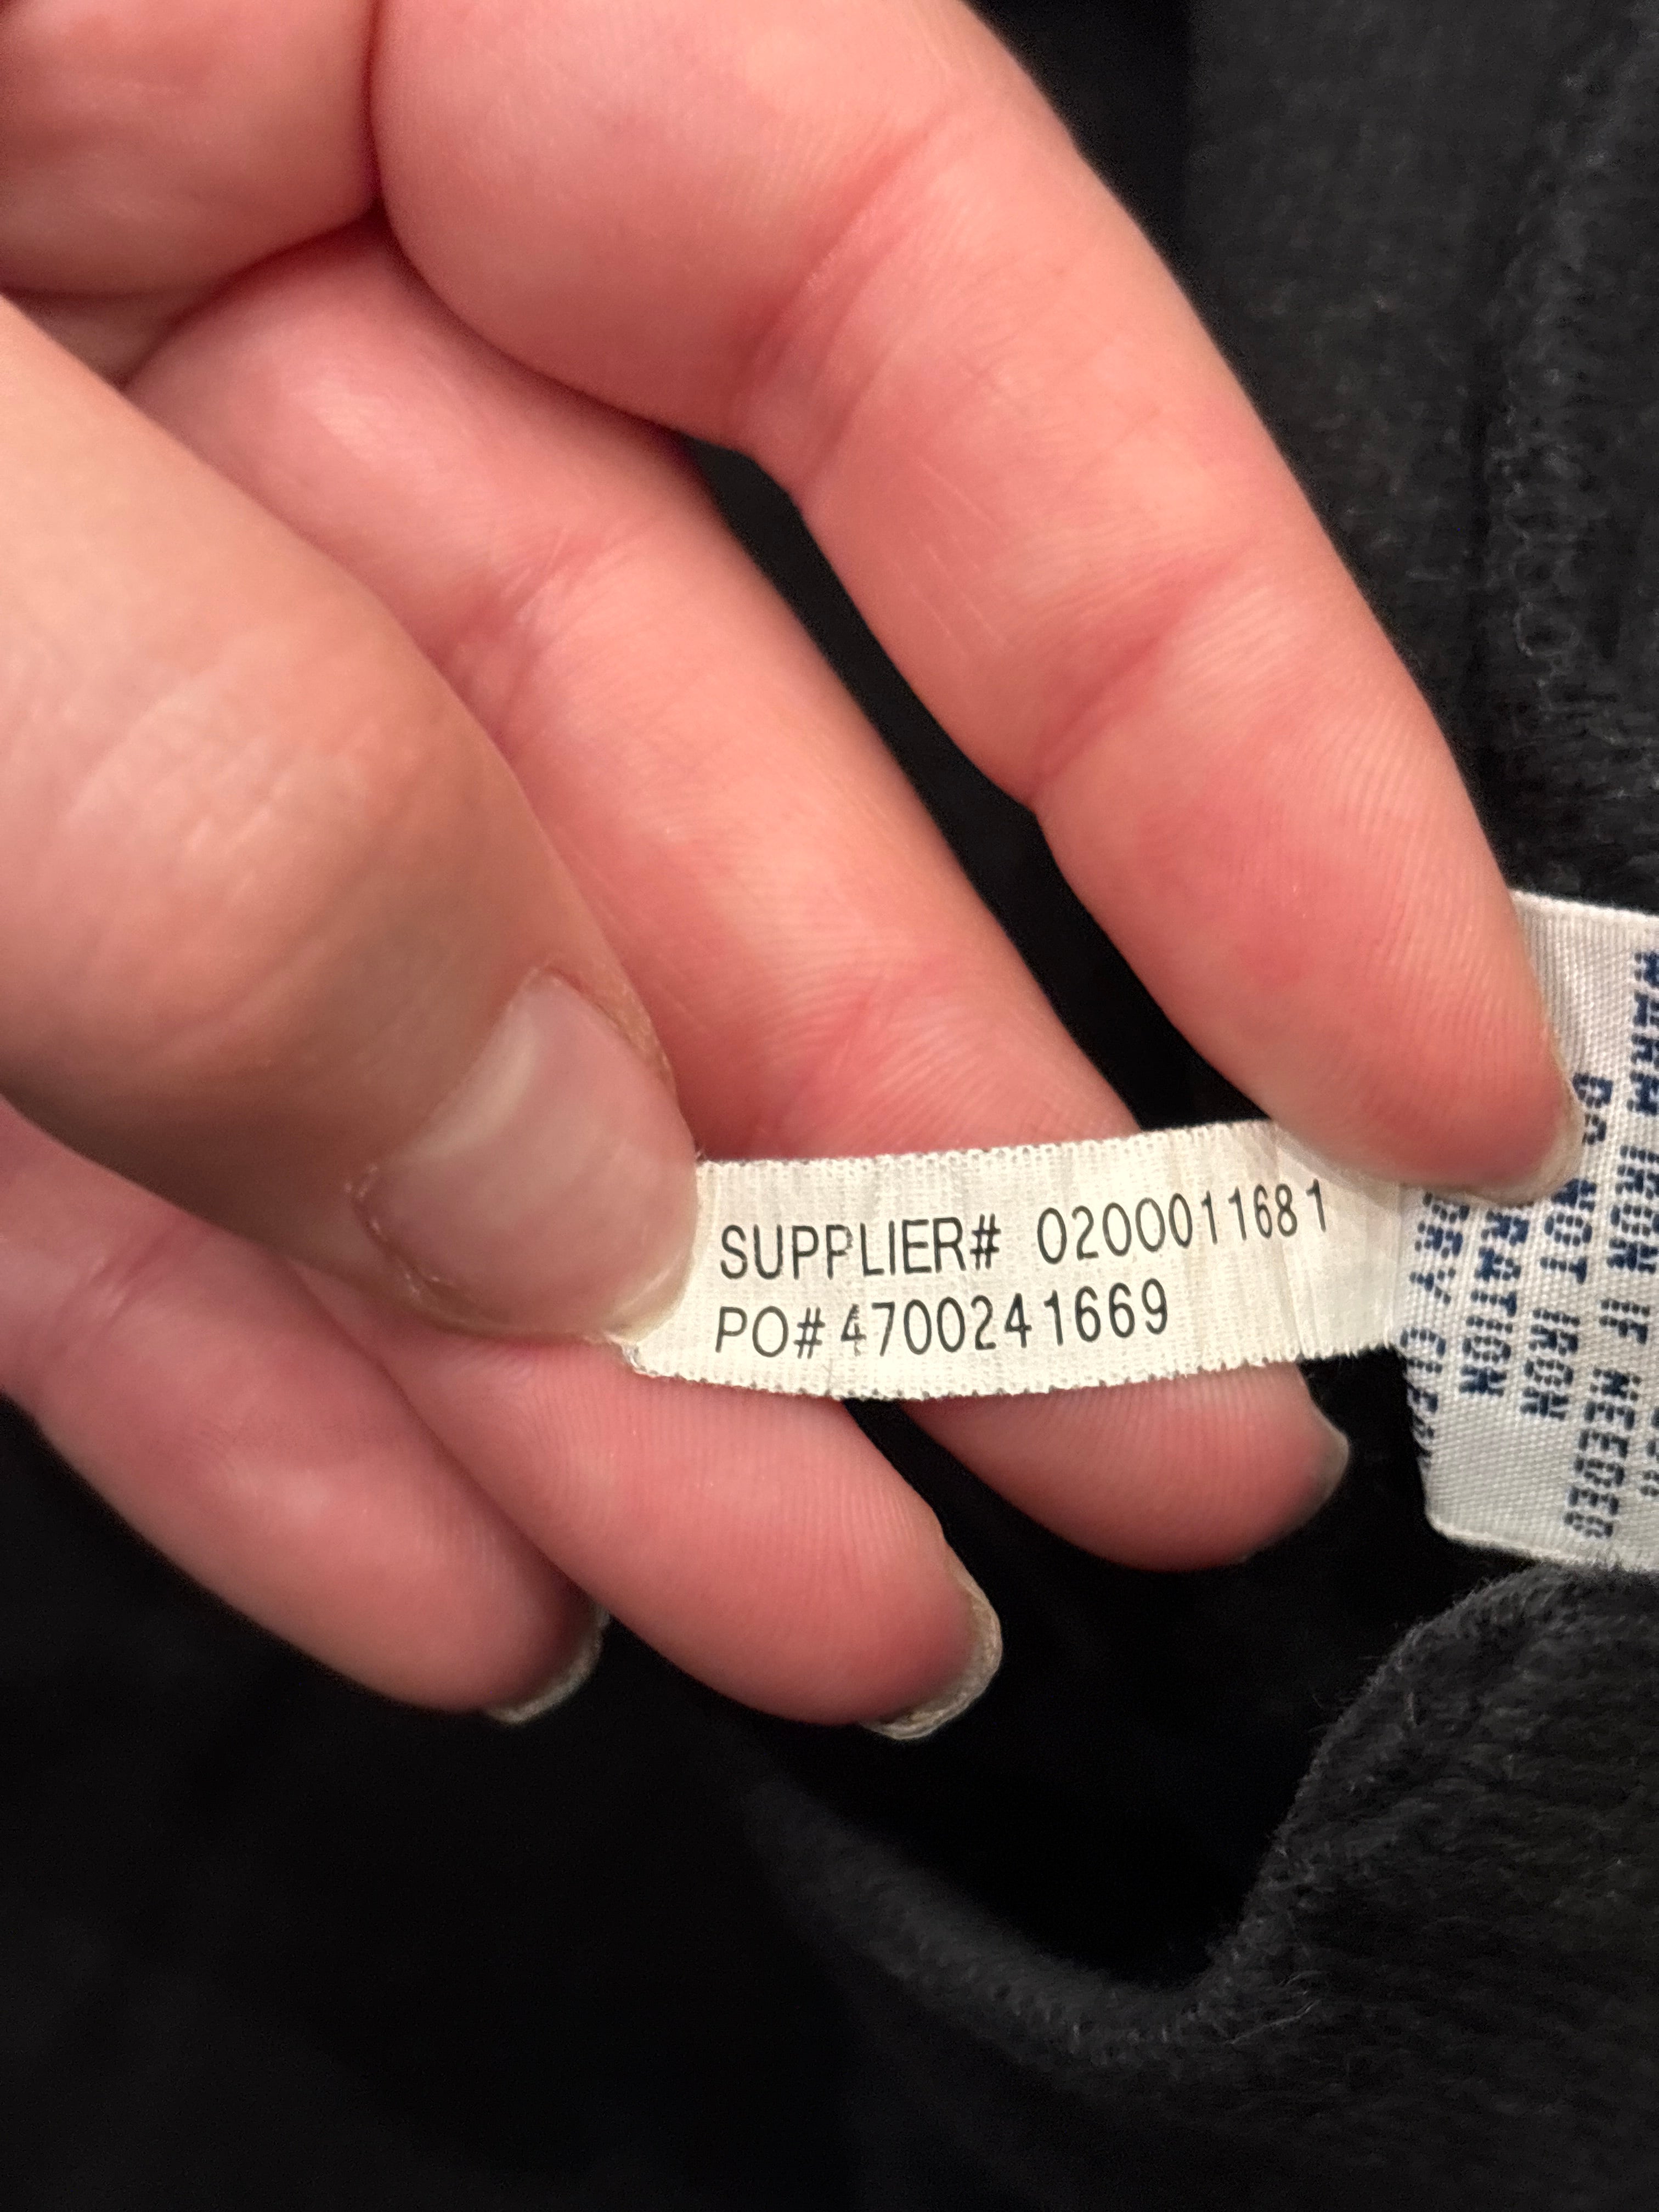 SUPPLIER# 0200011681
PO# 4700241669
IRON IF NEEDED
DO NOT IRON